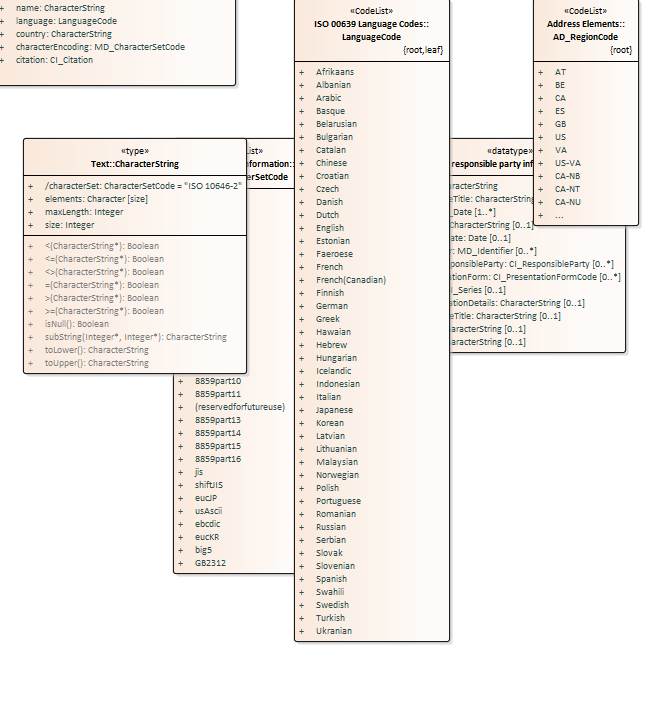 + name: CharacterString
+ language: LanguageCode
+ country: CharacterString
+ characterEncoding: MD_CharacterSetCode
+ citation: CI_Citation
«type»
Text::CharacterString
+ /characterSet: CharacterSetCode = "ISO 10646-2"
+ elements: Character [size]
+ maxLength: Integer
+ size: Integer
+ <(CharacterString*): Boolean
+ <=(CharacterString*): Boolean
+ <>(CharacterString*): Boolean
+ =(CharacterString*): Boolean
+ >(CharacterString*): Boolean
+ >=(CharacterString*): Boolean
+ isNull(): Boolean
+ subString(Integer*, Integer*): CharacterString
+ toLower(): CharacterString
+ toUpper(): CharacterString
List»
formation::
erSetCode
+ 8859part10
+ 8859part11
+ (reservedforfutureuse)
+ 8859part13
+ 8859part14
+ 8859part15
+ 8859part16
+ jis
+ shiftJIS
+ eucJP
+ usAscii
+ ebcdic
+ eucKR
+ big5
+ GB2312
«CodeList»
ISO 00639 Language Codes::
LanguageCode
{root,leaf}
+ Afrikaans
+ Albanian
+ Arabic
+ Basque
+ Belarusian
+ Bulgarian
+ Catalan
+ Chinese
+ Croatian
+ Czech
+ Danish
+ Dutch
+ English
+ Estonian
+ Faeroese
+ French
+ French(Canadian)
+ Finnish
+ German
+ Greek
+ Hawaian
+ Hebrew
+ Hungarian
+ Icelandic
+ Indonesian
+ Italian
+ Japanese
+ Korean
+ Latvian
+ Lithuanian
+ Malaysian
+ Norwegian
+ Polish
+ Portuguese
+ Romanian
+ Russian
+ Serbian
+ Slovak
+ Slovenian
+ Spanish
+ Swahili
+ Swedish
+ Turkish
+ Ukranian
«datatype»
responsible party inf
aracterString
eTitle: CharacterString
_Date [1..*]
CharacterString [0..1]
ate: Date [0..1]
r: MD_Identifier [0..*]
ponsibleParty: CI_ResponsibleParty [0..*]
tionForm: CI_PresentationFormCode [0..*]
I_Series [0..1]
ationDetails: CharacterString [0..1]
eTitle: CharacterString [0..1]
aracterString [0..1]
aracterString [0..1]
«CodeList»
Address Elements::
AD_RegionCode
{root}
+ AT
+ BE
+ CA
+ ES
+ GB
+ US
+ VA
+ US-VA
+ CA-NB
+ CA-NT
+ CA-NU
+ ...